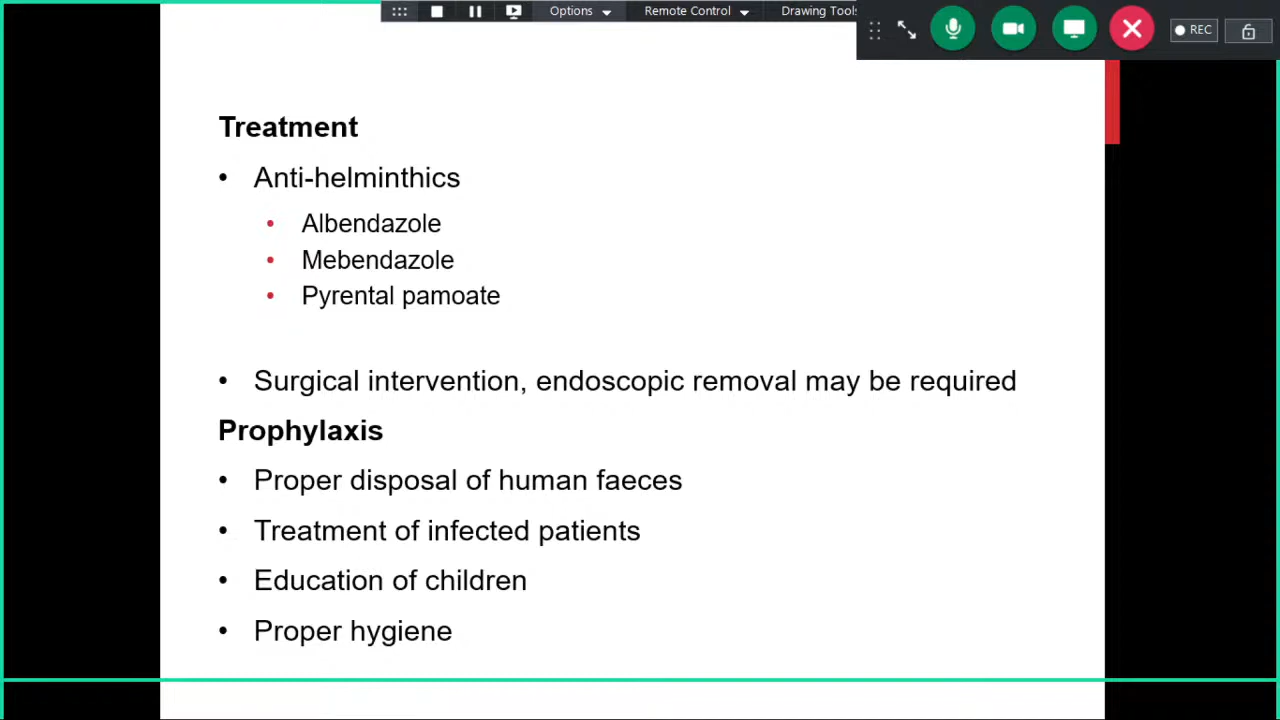 Options
Remote Control
Drawing Tools
REC
Treatment
• Anti-helminthics
• Albendazole
• Mebendazole
• Pyrental pamoate
• Surgical intervention, endoscopic removal may be required
Prophylaxis
• Proper disposal of human faeces
• Treatment of infected patients
• Education of children
• Proper hygiene